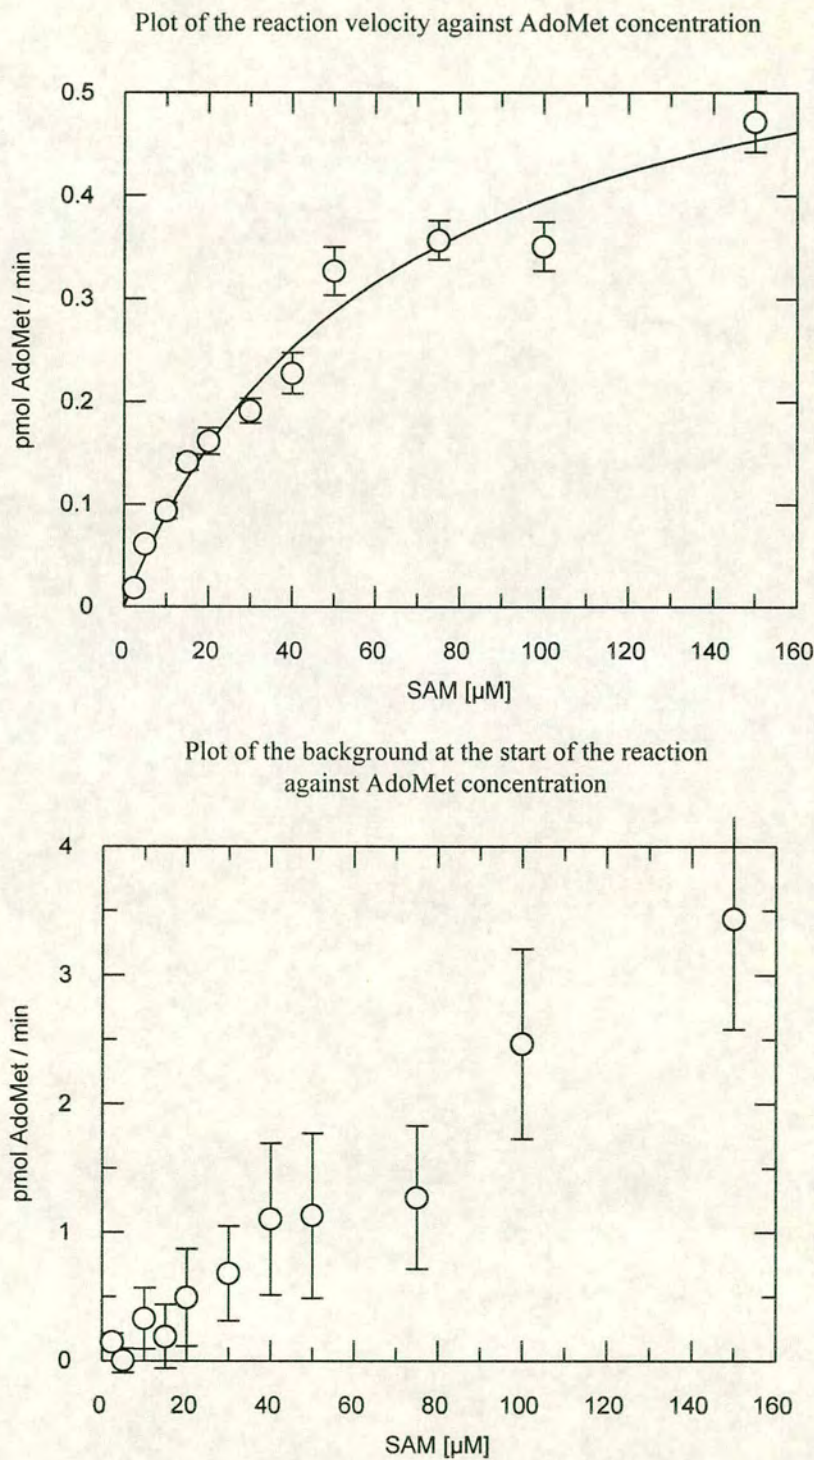 Plot of the reaction velocity against AdoMet concentration
0.5
0.4
0.3
0.2
0.1
0
pmol AdoMet / min
0 20 40 60 80 100 120 140 160
SAM [µM]
Plot of the background at the start of the reaction
against AdoMet concentration
4
3
2
1
0
pmol AdoMet / min
0 20 40 60 80 100 120 140 160
SAM [µM]